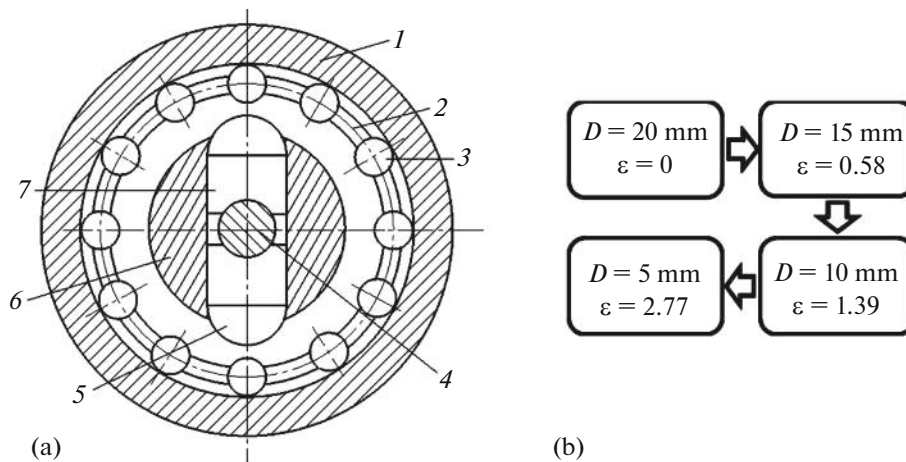 1
2
3
7
6
5
4
(a)
D = 20 mm
ε = 0
D = 15 mm
ε = 0.58
D = 5 mm
ε = 2.77
D = 10 mm
ε = 1.39
(b)